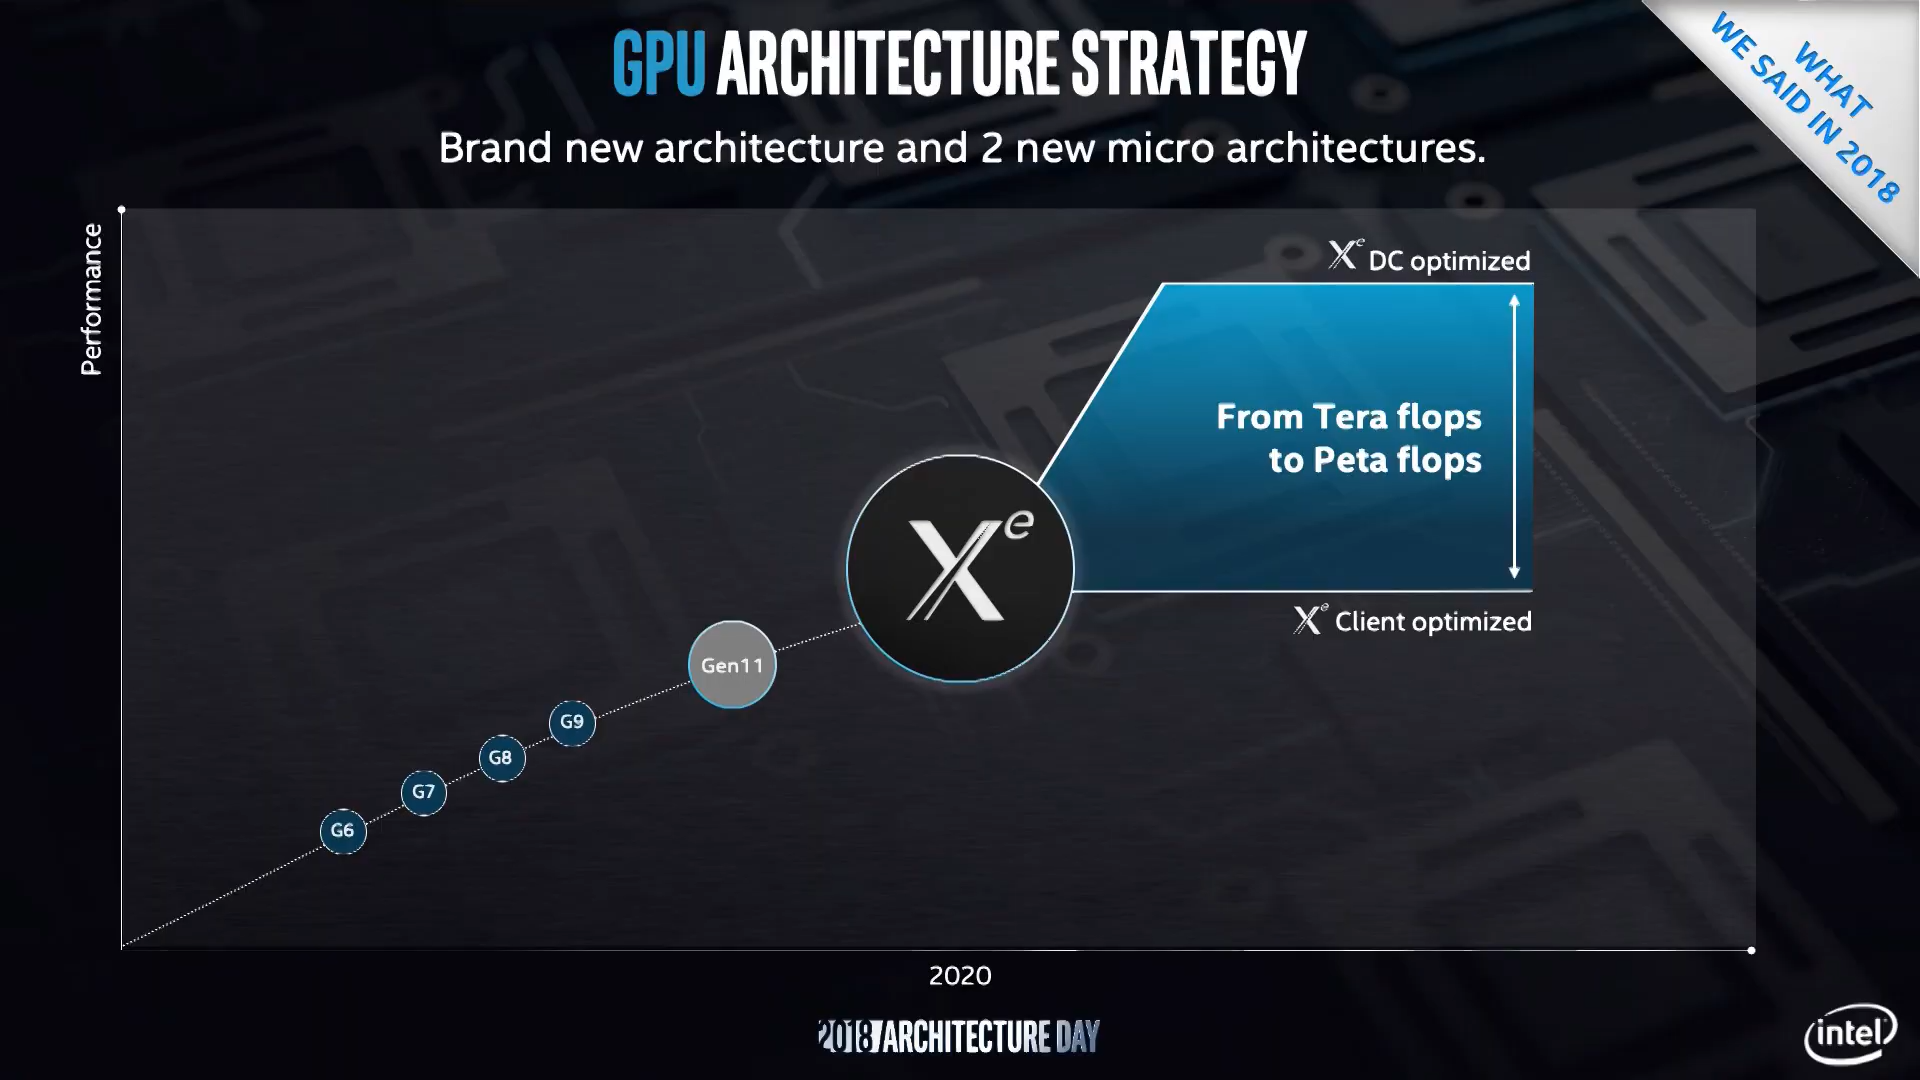 GPU ARCHITECTURE STRATEGY
Brand new architecture and 2 new micro architectures.
WHAT
WE SAID IN 2018
Performance
Xe DC optimized
From Tera flops
to Peta flops
Xe
Xe Client optimized
Gen11
G9
G8
G7
G6
2020
2018 ARCHITECTURE DAY
intel